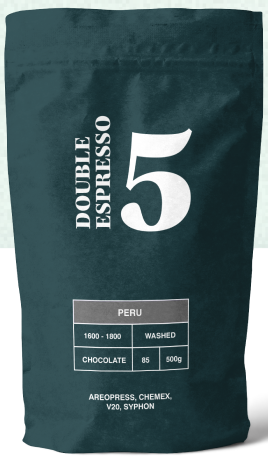 DOUBLE
ESPRESSO
5
PERU
1600 - 1800 WASHED
CHOCOLATE 85 500g
AREOPRESS, CHEMEX,
V20, SYPHON